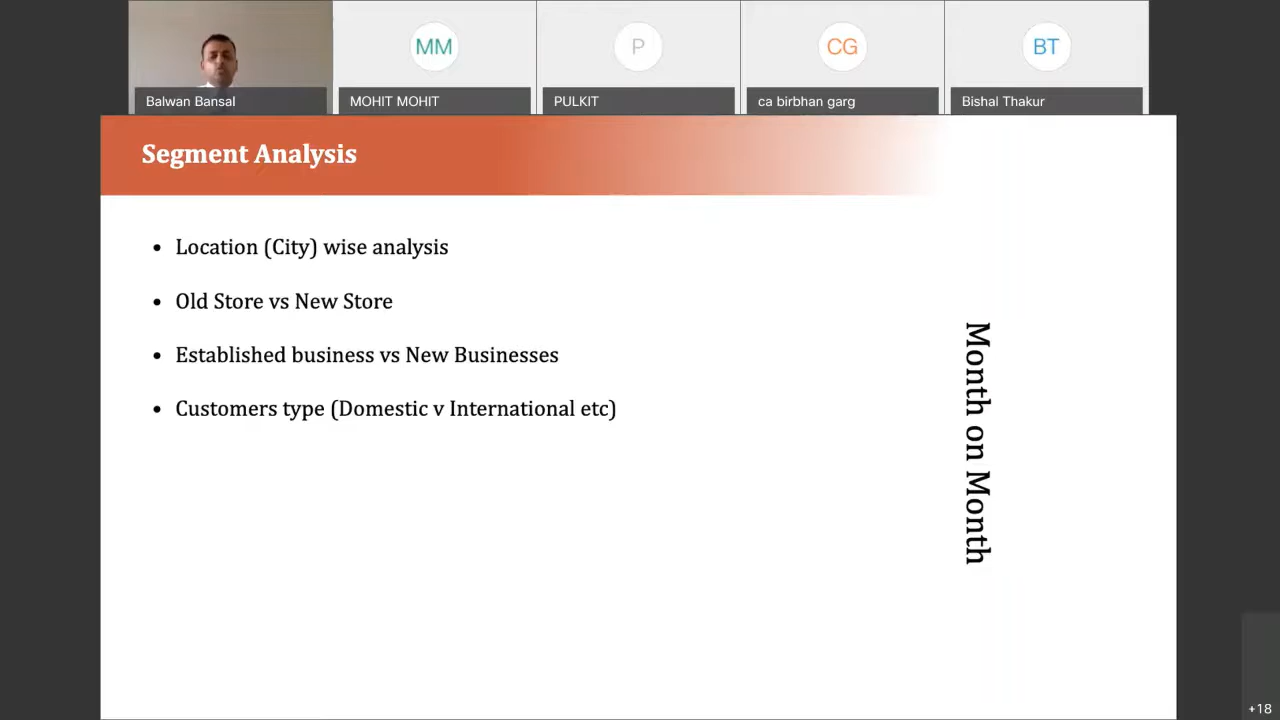 MM
P
CG
BT
Balwan Bansal
MOHIT MOHIT
PULKIT
ca birbhan garg
Bishal Thakur
Segment Analysis
• Location (City) wise analysis
• Old Store vs New Store
• Established business vs New Businesses
• Customers type (Domestic v International etc)
Month on Month
+18